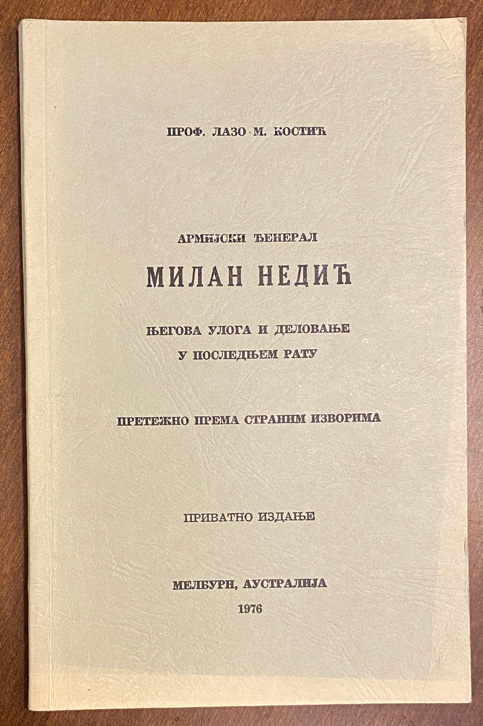 ПРОФ. ЛАЗО М. КОСТИЋ
АРМИЈСКИ ЂЕНЕРАЛ
МИЛАН НЕДИЋ
ЊЕГОВА УЛОГА И ДЕЛОВАЊЕ
У ПОСЛЕДЊЕМ РАТУ
ПРЕТЕЖНО ПРЕМА СТРАНИМ ИЗВОРИМА
ПРИВАТНО ИЗДАЊЕ
МЕЛБУРН, АУСТРАЛИЈА
1976